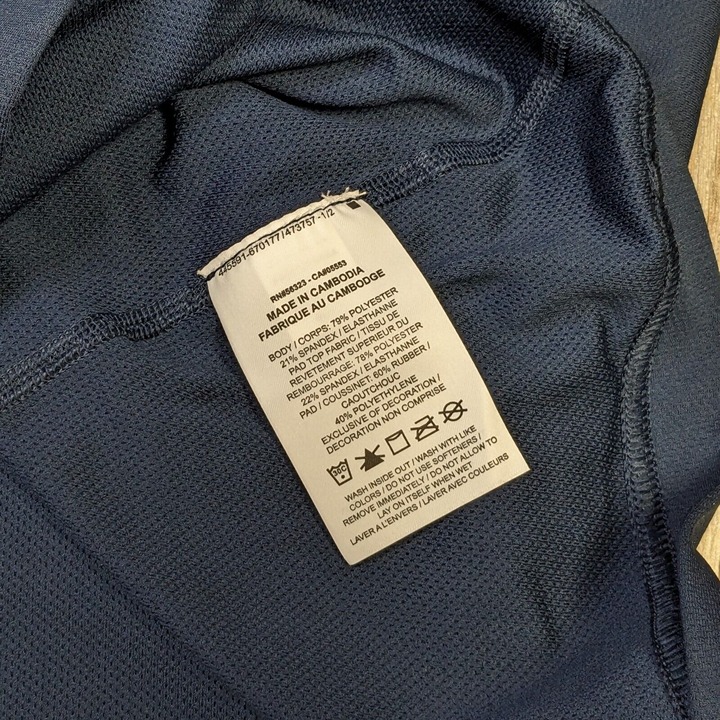 445891-670177/473757 -1/2
RN#56323 - CA#05553
MADE IN CAMBODIA
FABRIQUE AU CAMBODGE
BODY / CORPS: 79% POLYESTER
21% SPANDEX / ELASTHANNE
PAD TOP FABRIC / TISSU DE
REVETEMENT SUPERIEUR DU
REMBOURRAGE: 78% POLYESTER
22% SPANDEX / ELASTHANNE
PAD / COUSSINET: 60% RUBBER /
CAOUTCHOUC
40% POLYETHYLENE
EXCLUSIVE OF DECORATION /
DECORATION NON COMPRISE
30C
WASH INSIDE OUT / WASH WITH LIKE
COLORS / DO NOT USE SOFTENERS /
REMOVE IMMEDIATELY / DO NOT ALLOW TO
LAY ON ITSELF WHEN WET
LAVER A L'ENVERS / LAVER AVEC COULEURS